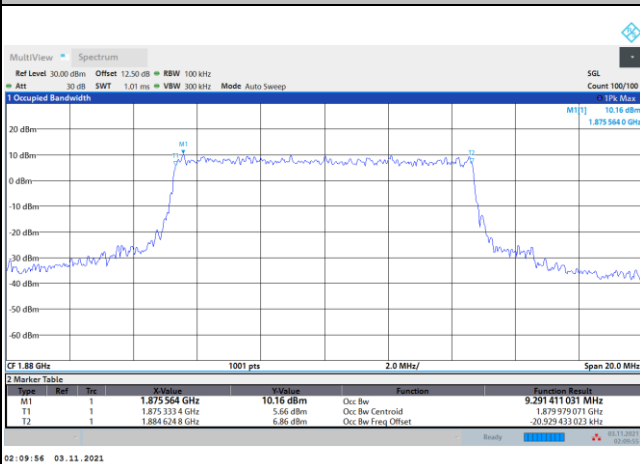 MultiView Spectrum
Ref Level 30.00 dBm Offset 12.50 dB RBW 100 kHz SGL
Att 30 dB SWT 1.01 ms VBW 300 kHz Mode Auto Sweep Count 100/100
1 Occupied Bandwidth 1Pk Max
M1[1] 10.16 dBm
1.875 564 0 GHz
20 dBm
M1
T1 T2
10 dBm
0 dBm
-10 dBm
-20 dBm
-30 dBm
-40 dBm
-50 dBm
-60 dBm
CF 1.88 GHz 1001 pts 2.0 MHz/ Span 20.0 MHz
2 Marker Table
Type Ref Trc X-Value Y-Value Function Function Result
M1 1 1.875 564 GHz 10.16 dBm Occ Bw 9.291 411 031 MHz
T1 1 1.875 333 4 GHz 5.66 dBm Occ Bw Centroid 1.879 979 071 GHz
T2 1 1.884 624 8 GHz 6.86 dBm Occ Bw Freq Offset -20.929 433 023 kHz
Ready 03.11.2021
02:09:55
02:09:56 03.11.2021